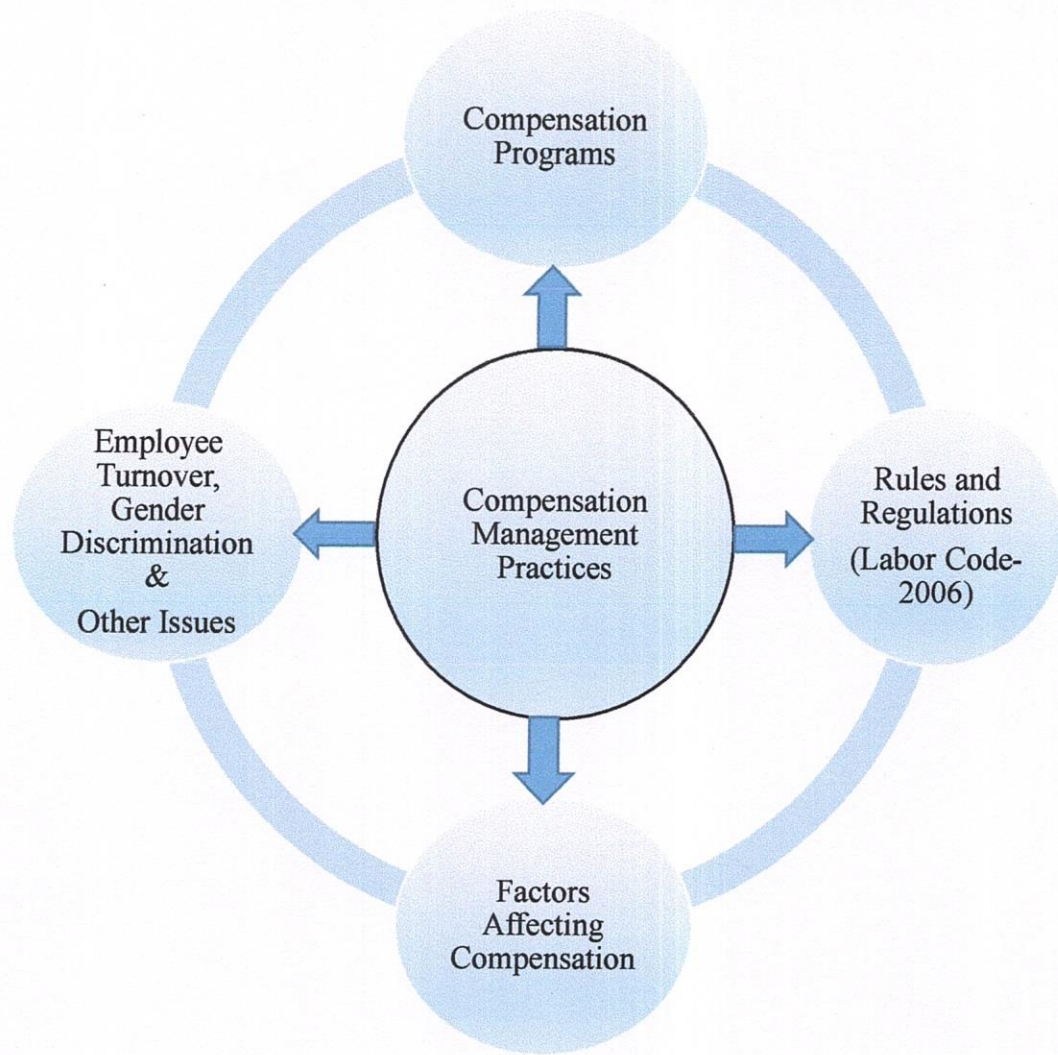 Compensation
Programs
Employee
Turnover,
Gender
Discrimination
&
Other Issues
Compensation
Management
Practices
Rules and
Regulations
(Labor Code-
2006)
Factors
Affecting
Compensation